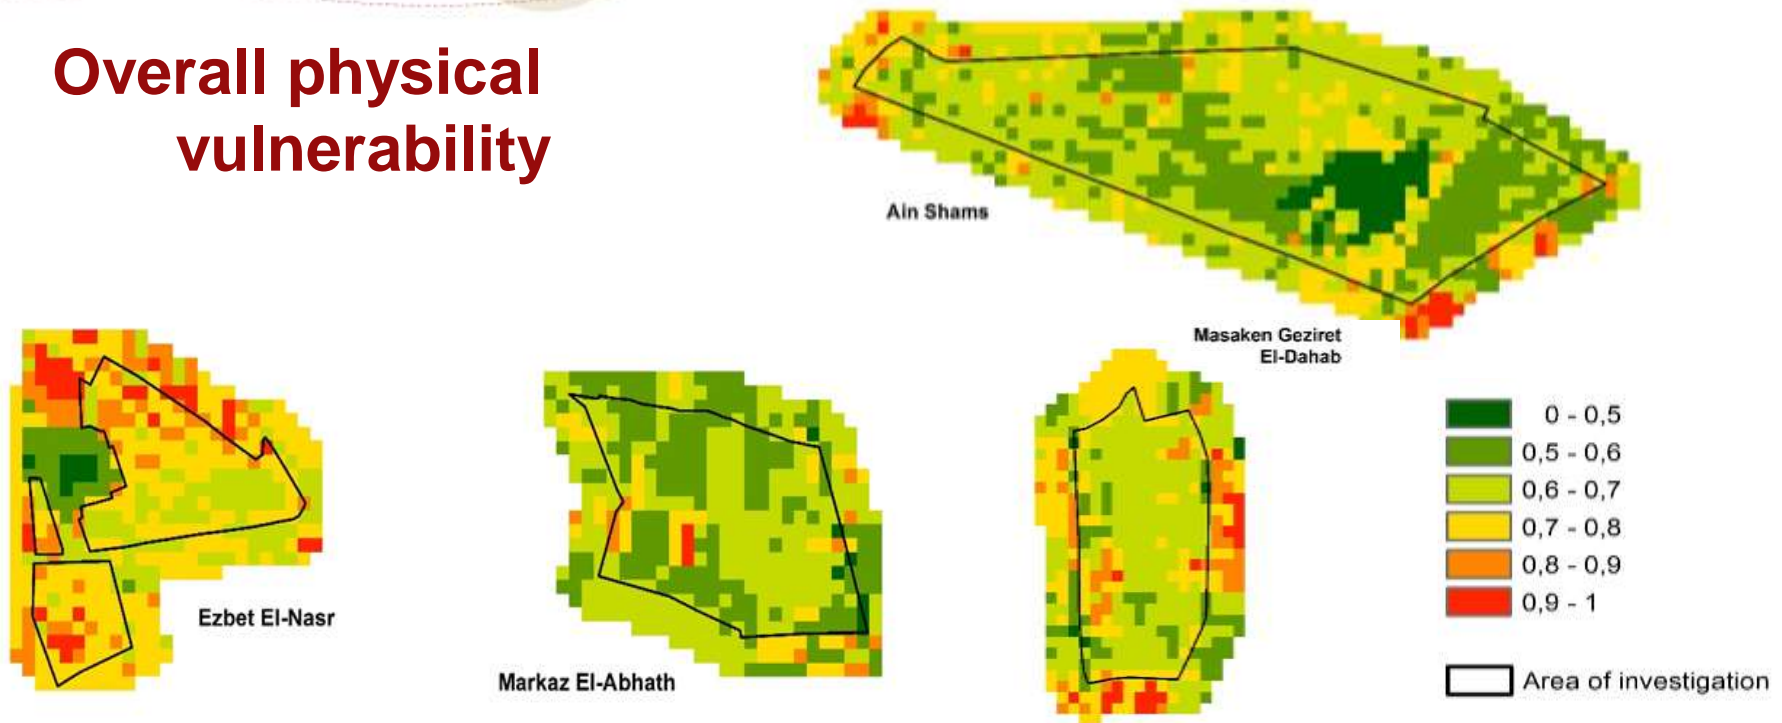 Overall physical
vulnerability
Ain Shams
Masaken Geziret
El-Dahab
Ezbet El-Nasr
Markaz El-Abhath
0 - 0,5
0,5 - 0,6
0,6 - 0,7
0,7 - 0,8
0,8 - 0,9
0,9 - 1
Area of investigation